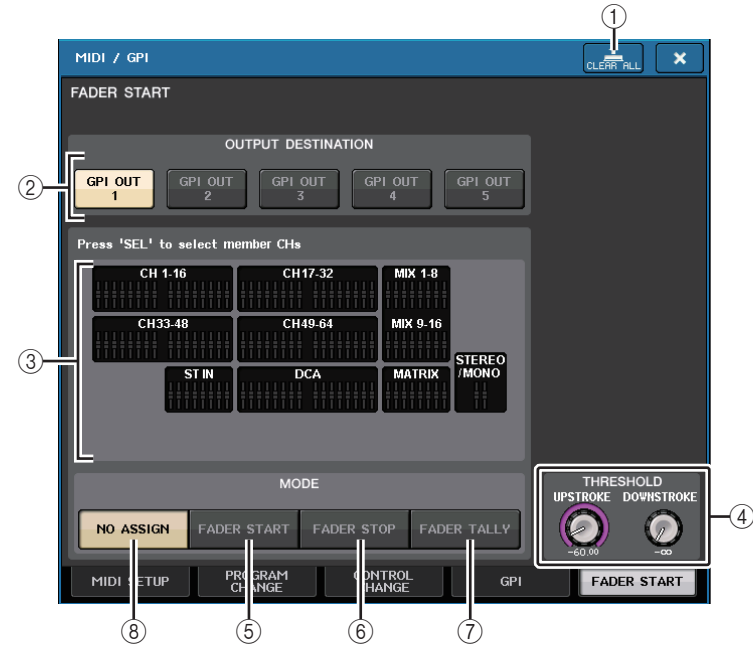 ①
MIDI / GPI
CLEAR ALL
×
FADER START
OUTPUT DESTINATION
②
GPI OUT
1
GPI OUT
2
GPI OUT
3
GPI OUT
4
GPI OUT
5
Press 'SEL' to select member CHs
③
CH 1-16
CH17-32
MIX 1-8
CH33-48
CH49-64
MIX 9-16
ST IN
DCA
MATRIX
STEREO
/MONO
MODE
NO ASSIGN
FADER START
FADER STOP
FADER TALLY
THRESHOLD
UPSTROKE DOWNSTROKE
-60.00
-∞
④
MIDI SETUP
PROGRAM
CHANGE
CONTROL
CHANGE
GPI
FADER START
⑧
⑤
⑥
⑦